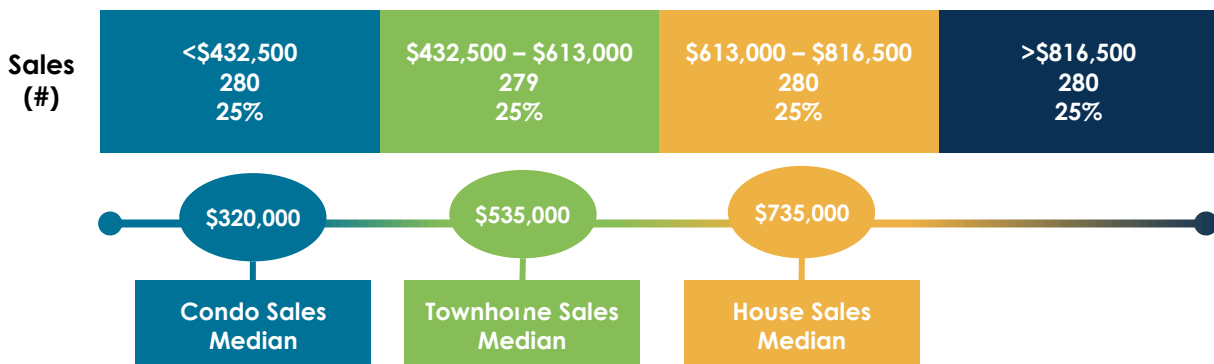 Sales
(#)
<$432,500
280
25%
$432,500 – $613,000
279
25%
$613,000 – $816,500
280
25%
>$816,500
280
25%
$320,000
$535,000
$735,000
Condo Sales
Median
Townhome Sales
Median
House Sales
Median